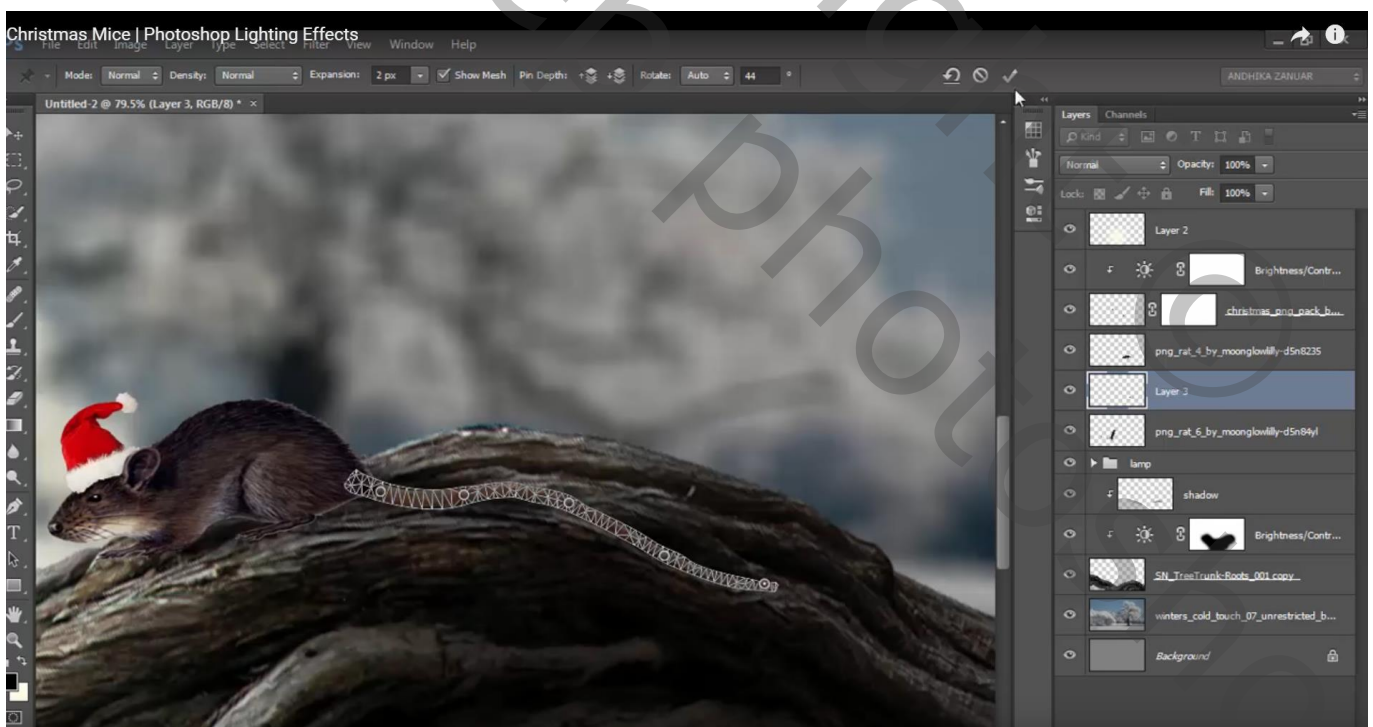 Christmas Mice | Photoshop Lighting Effects
File Edit Image Layer Type Select Filter View Window Help
Mode: Normal Density: Normal Expansion: 2 px Show Mesh Pin Depth: Rotate: Auto 44 °
ANDHIKA ZANUAR
Untitled-2 @ 79.5% (Layer 3, RGB/8) * ×
Layers Channels
Kind
Normal Opacity: 100%
Lock: Fill: 100%
Layer 2
Brightness/Contr...
christmas_png_pack_b...
png_rat_4_by_moonglowlilly-d5n8235
Layer 3
png_rat_6_by_moonglowlilly-d5n84yl
lamp
shadow
Brightness/Contr...
SN_TreeTrunk-Roots_001 copy
winters_cold_touch_07_unrestricted_b...
Background